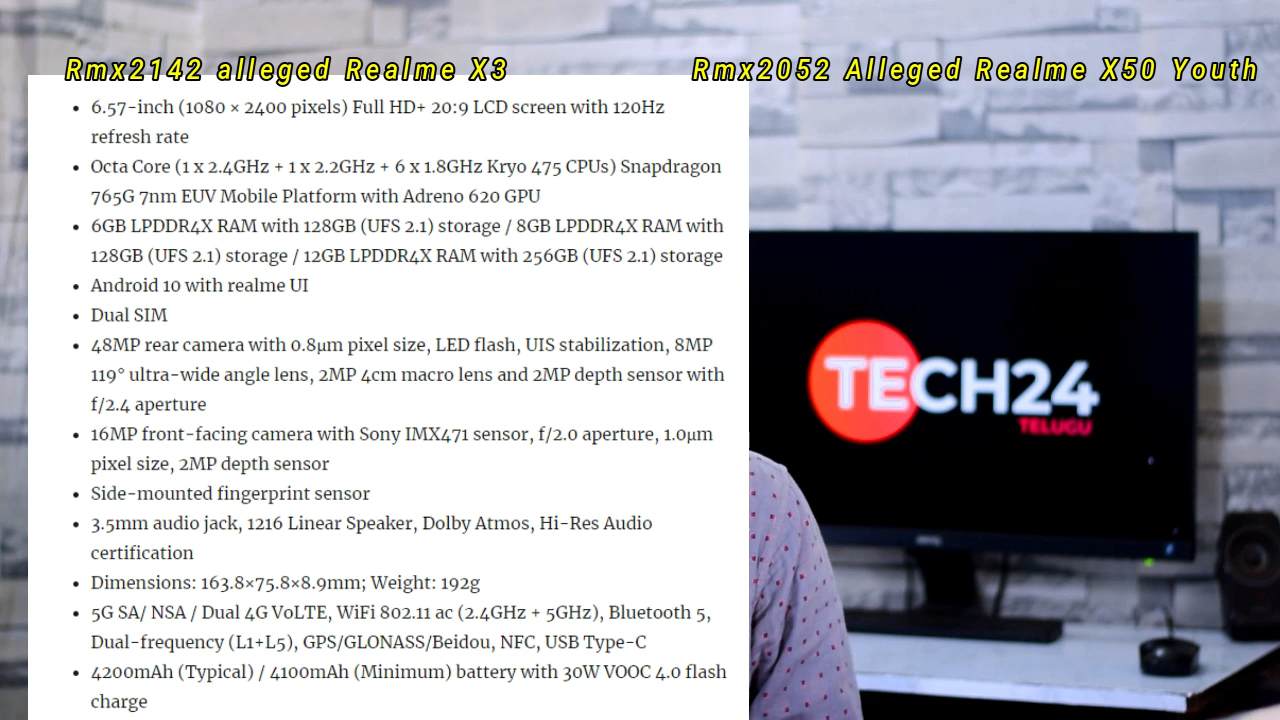 Rmx2142 alleged Realme X3
Rmx2052 Alleged Realme X50 Youth
• 6.57-inch (1080 × 2400 pixels) Full HD+ 20:9 LCD screen with 120Hz
refresh rate
• Octa Core (1 x 2.4GHz + 1 x 2.2GHz + 6 x 1.8GHz Kryo 475 CPUs) Snapdragon
765G 7nm EUV Mobile Platform with Adreno 620 GPU
• 6GB LPDDR4X RAM with 128GB (UFS 2.1) storage / 8GB LPDDR4X RAM with
128GB (UFS 2.1) storage / 12GB LPDDR4X RAM with 256GB (UFS 2.1) storage
• Android 10 with realme UI
• Dual SIM
• 48MP rear camera with 0.8μm pixel size, LED flash, UIS stabilization, 8MP
119° ultra-wide angle lens, 2MP 4cm macro lens and 2MP depth sensor with
f/2.4 aperture
• 16MP front-facing camera with Sony IMX471 sensor, f/2.0 aperture, 1.0μm
pixel size, 2MP depth sensor
• Side-mounted fingerprint sensor
• 3.5mm audio jack, 1216 Linear Speaker, Dolby Atmos, Hi-Res Audio
certification
• Dimensions: 163.8×75.8×8.9mm; Weight: 192g
• 5G SA/ NSA / Dual 4G VoLTE, WiFi 802.11 ac (2.4GHz + 5GHz), Bluetooth 5,
Dual-frequency (L1+L5), GPS/GLONASS/Beidou, NFC, USB Type-C
• 4200mAh (Typical) / 4100mAh (Minimum) battery with 30W VOOC 4.0 flash
charge
TECH24
TELUGU